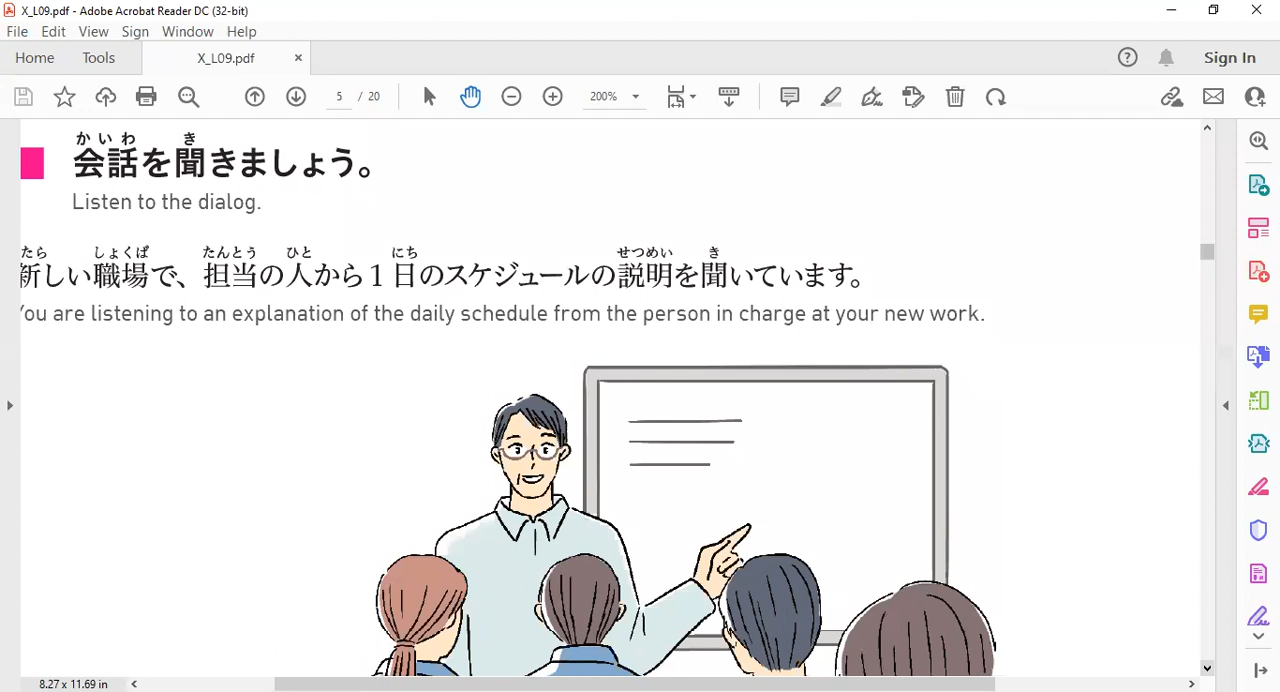 X_L09.pdf - Adobe Acrobat Reader DC (32-bit)
File Edit View Sign Window Help
Home Tools X_L09.pdf × Sign In
5 / 20 200%
かいわ き
会話を聞きましょう。
Listen to the dialog.
たら しょくば たんとう ひと にち せつめい き
新しい職場で、担当の人から1日のスケジュールの説明を聞いています。
You are listening to an explanation of the daily schedule from the person in charge at your new work.
8.27 x 11.69 in